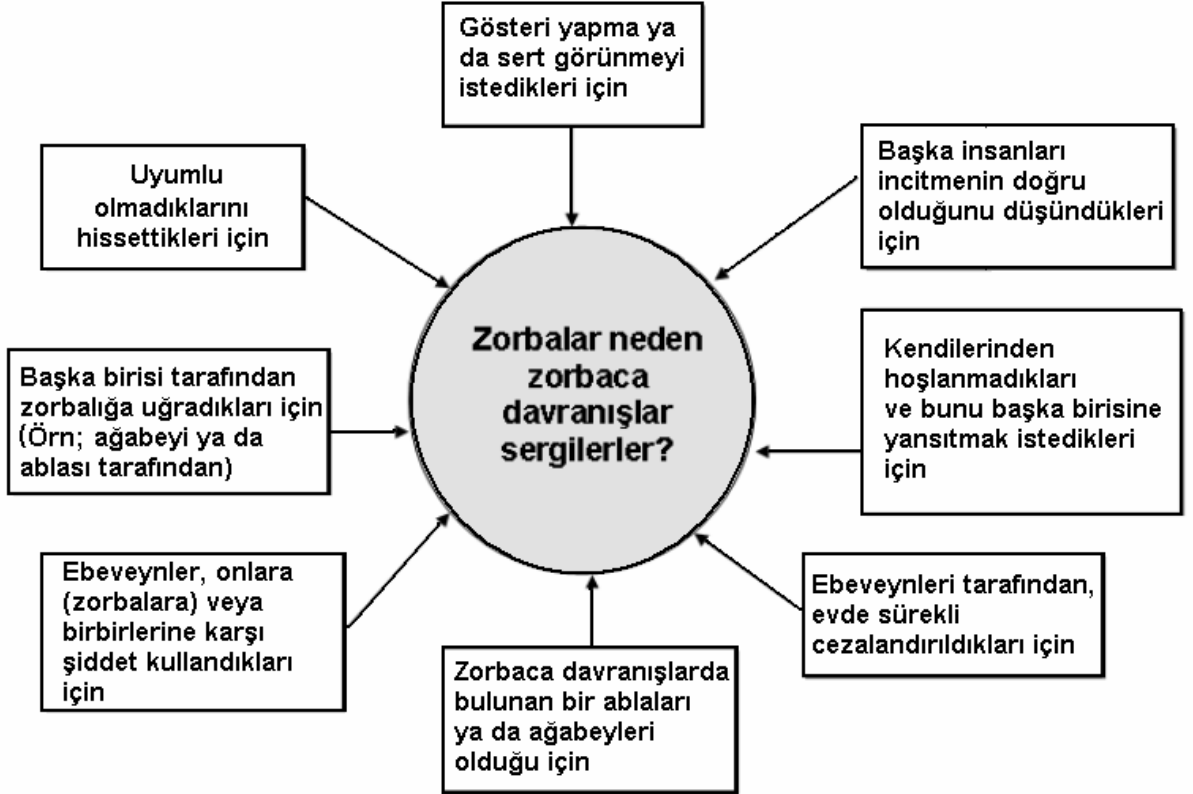 Gösteri yapma ya
da sert görünmeyi
istedikleri için
Uyumlu
olmadıklarını
hissettikleri için
Başka insanları
incitmenin doğru
olduğunu düşündükleri
için
Zorbalar neden
zorbaca
davranışlar
sergilerler?
Başka birisi tarafından
zorbalığa uğradıkları için
(Örn; ağabeyi ya da
ablası tarafından)
Kendilerinden
hoşlanmadıkları
ve bunu başka birisine
yansıtmak istedikleri
için
Ebeveynler, onlara
(zorbalara) veya
birbirlerine karşı
şiddet kullandıkları
için
Zorbaca davranışlarda
bulunan bir ablaları
ya da ağabeyleri
olduğu için
Ebeveynleri tarafından,
evde sürekli
cezalandırıldıkları için